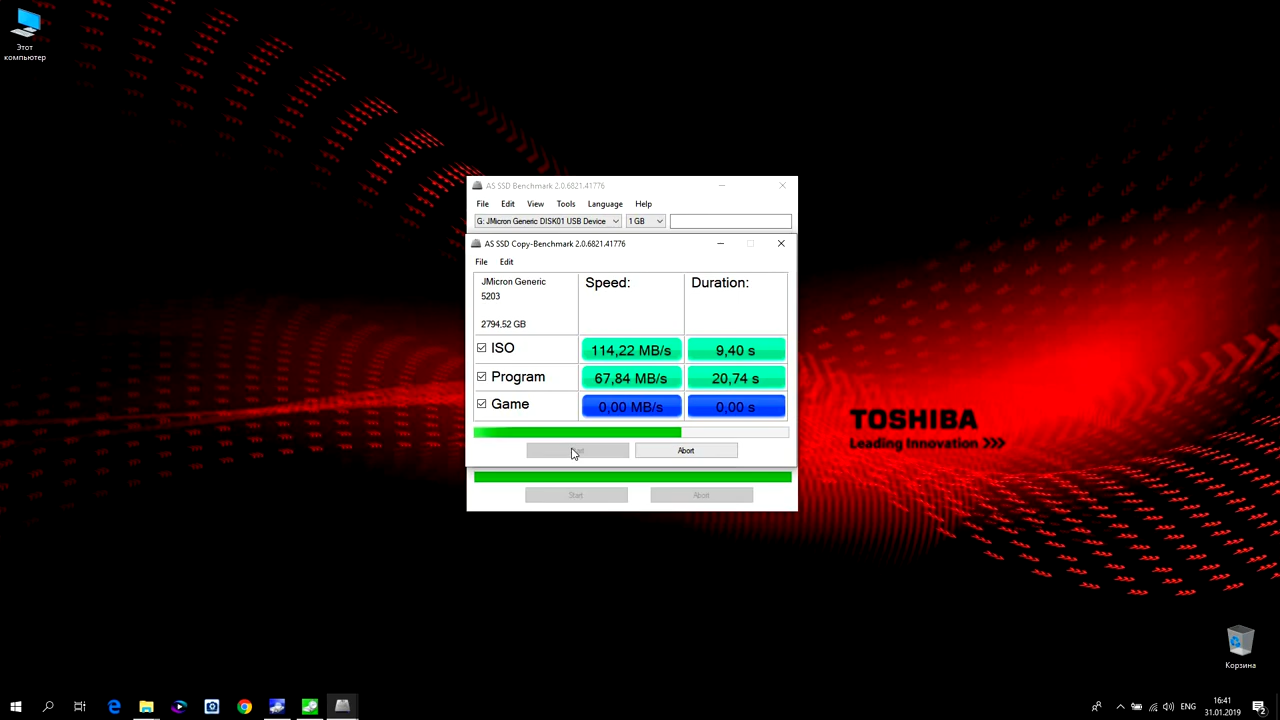 Этот
компьютер
AS SSD Benchmark 2.0.6821.41776
File Edit View Tools Language Help
G: JMicron Generic DISK01 USB Device 1 GB
AS SSD Copy-Benchmark 2.0.6821.41776
File Edit
JMicron Generic
5203
2794,52 GB
Speed:
Duration:
ISO 114,22 MB/s 9,40 s
Program 67,84 MB/s 20,74 s
Game 0,00 MB/s 0,00 s
Abort
Start Abort
TOSHIBA
Leading Innovation >>>
Корзина
ENG
16:41
31.01.2019
2